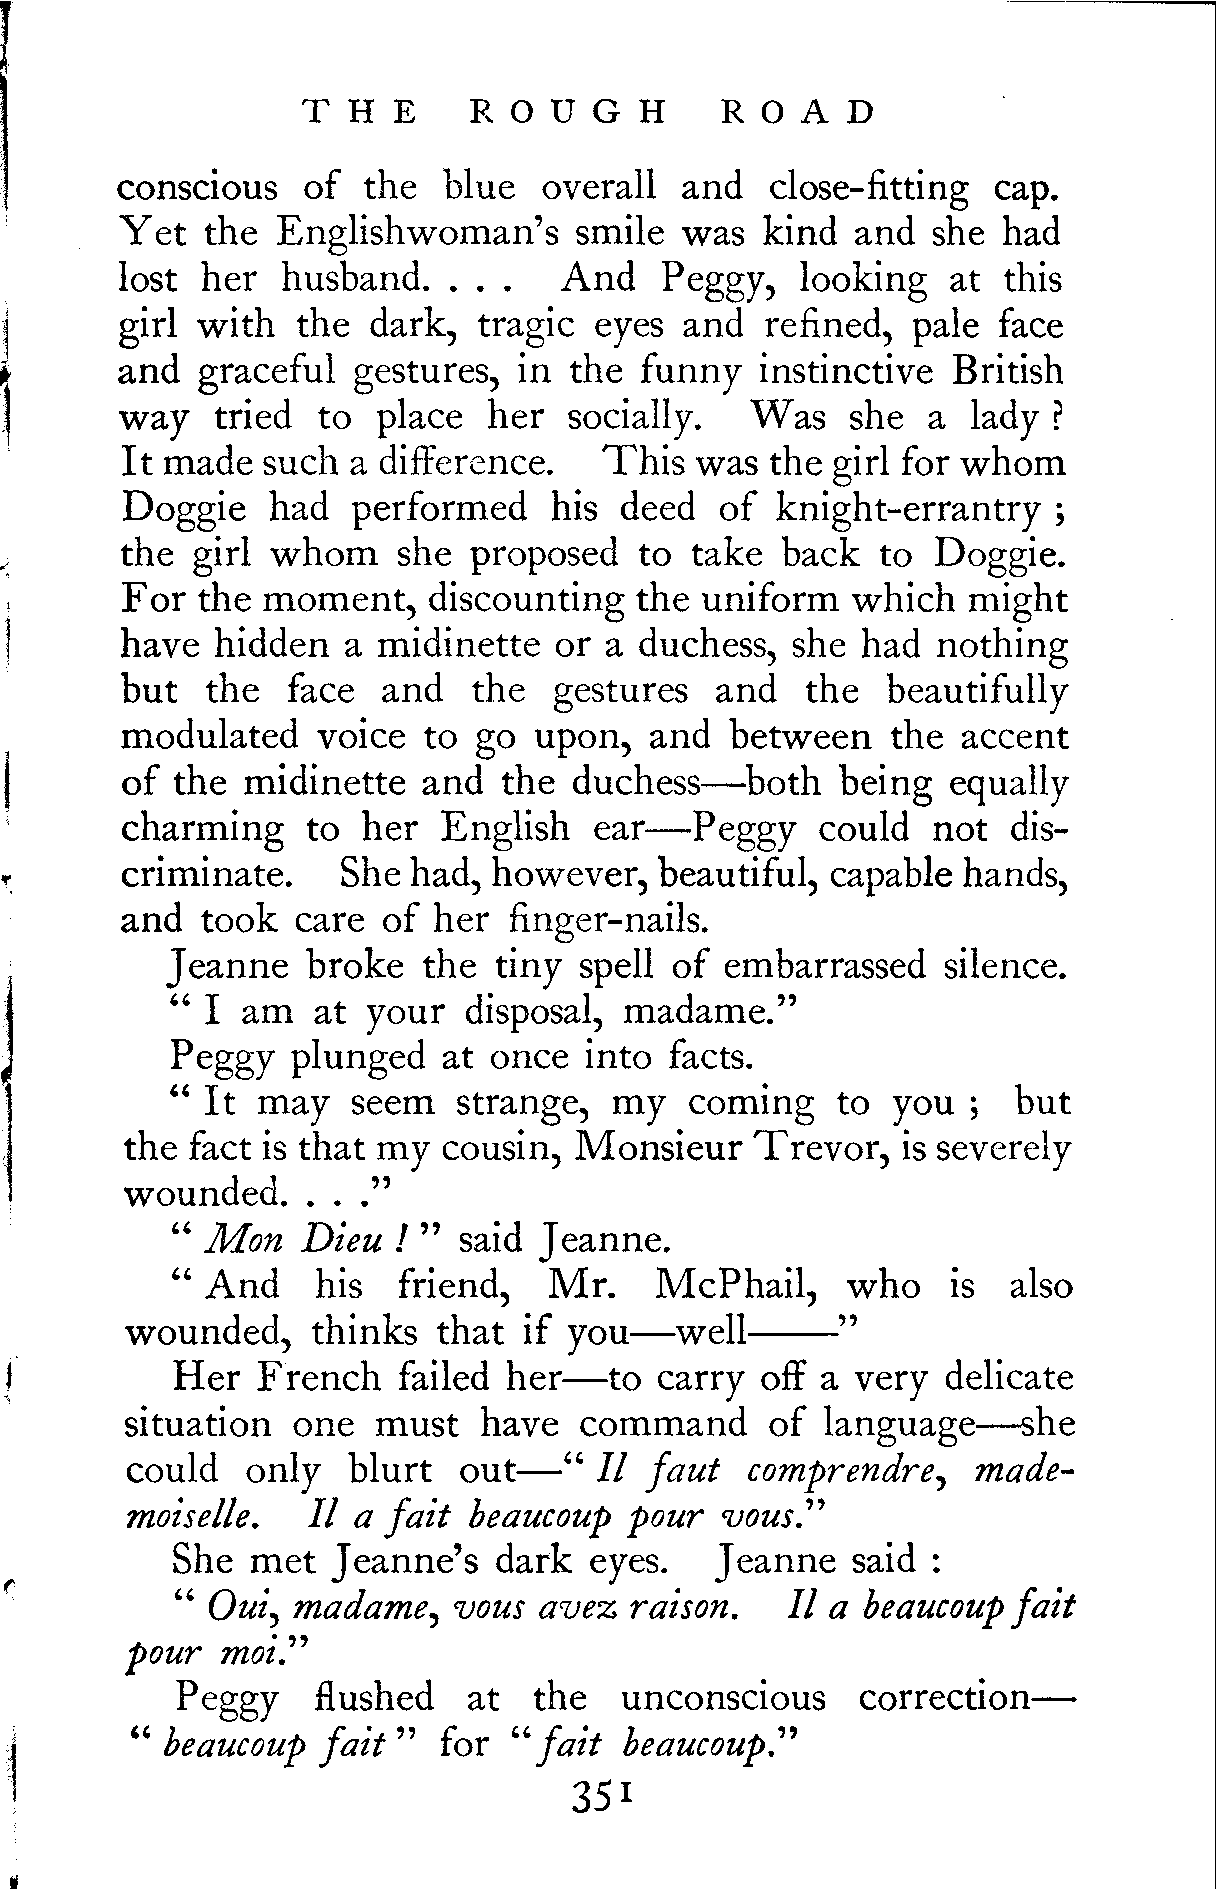 THE ROUGH ROAD
conscious of the blue overall and close-fitting cap.
Yet the Englishwoman's smile was kind and she had
lost her husband. . . . And Peggy, looking at this
girl with the dark, tragic eyes and refined, pale face
and graceful gestures, in the funny instinctive British
way tried to place her socially. Was she a lady ?
It made such a difference. This was the girl for whom
Doggie had performed his deed of knight-errantry ;
the girl whom she proposed to take back to Doggie.
For the moment, discounting the uniform which might
have hidden a midinette or a duchess, she had nothing
but the face and the gestures and the beautifully
modulated voice to go upon, and between the accent
of the midinette and the duchess—both being equally
charming to her English ear—Peggy could not dis-
criminate. She had, however, beautiful, capable hands,
and took care of her finger-nails.
Jeanne broke the tiny spell of embarrassed silence.
“ I am at your disposal, madame.”
Peggy plunged at once into facts.
“ It may seem strange, my coming to you ; but
the fact is that my cousin, Monsieur Trevor, is severely
wounded. . . .”
“ Mon Dieu ! ” said Jeanne.
“ And his friend, Mr. McPhail, who is also
wounded, thinks that if you—well——”
Her French failed her—to carry off a very delicate
situation one must have command of language—she
could only blurt out—“ Il faut comprendre, made-
moiselle. Il a fait beaucoup pour vous.”
She met Jeanne's dark eyes. Jeanne said :
“ Oui, madame, vous avez raison. Il a beaucoup fait
pour moi.”
Peggy flushed at the unconscious correction—
“ beaucoup fait ” for “ fait beaucoup.”
351